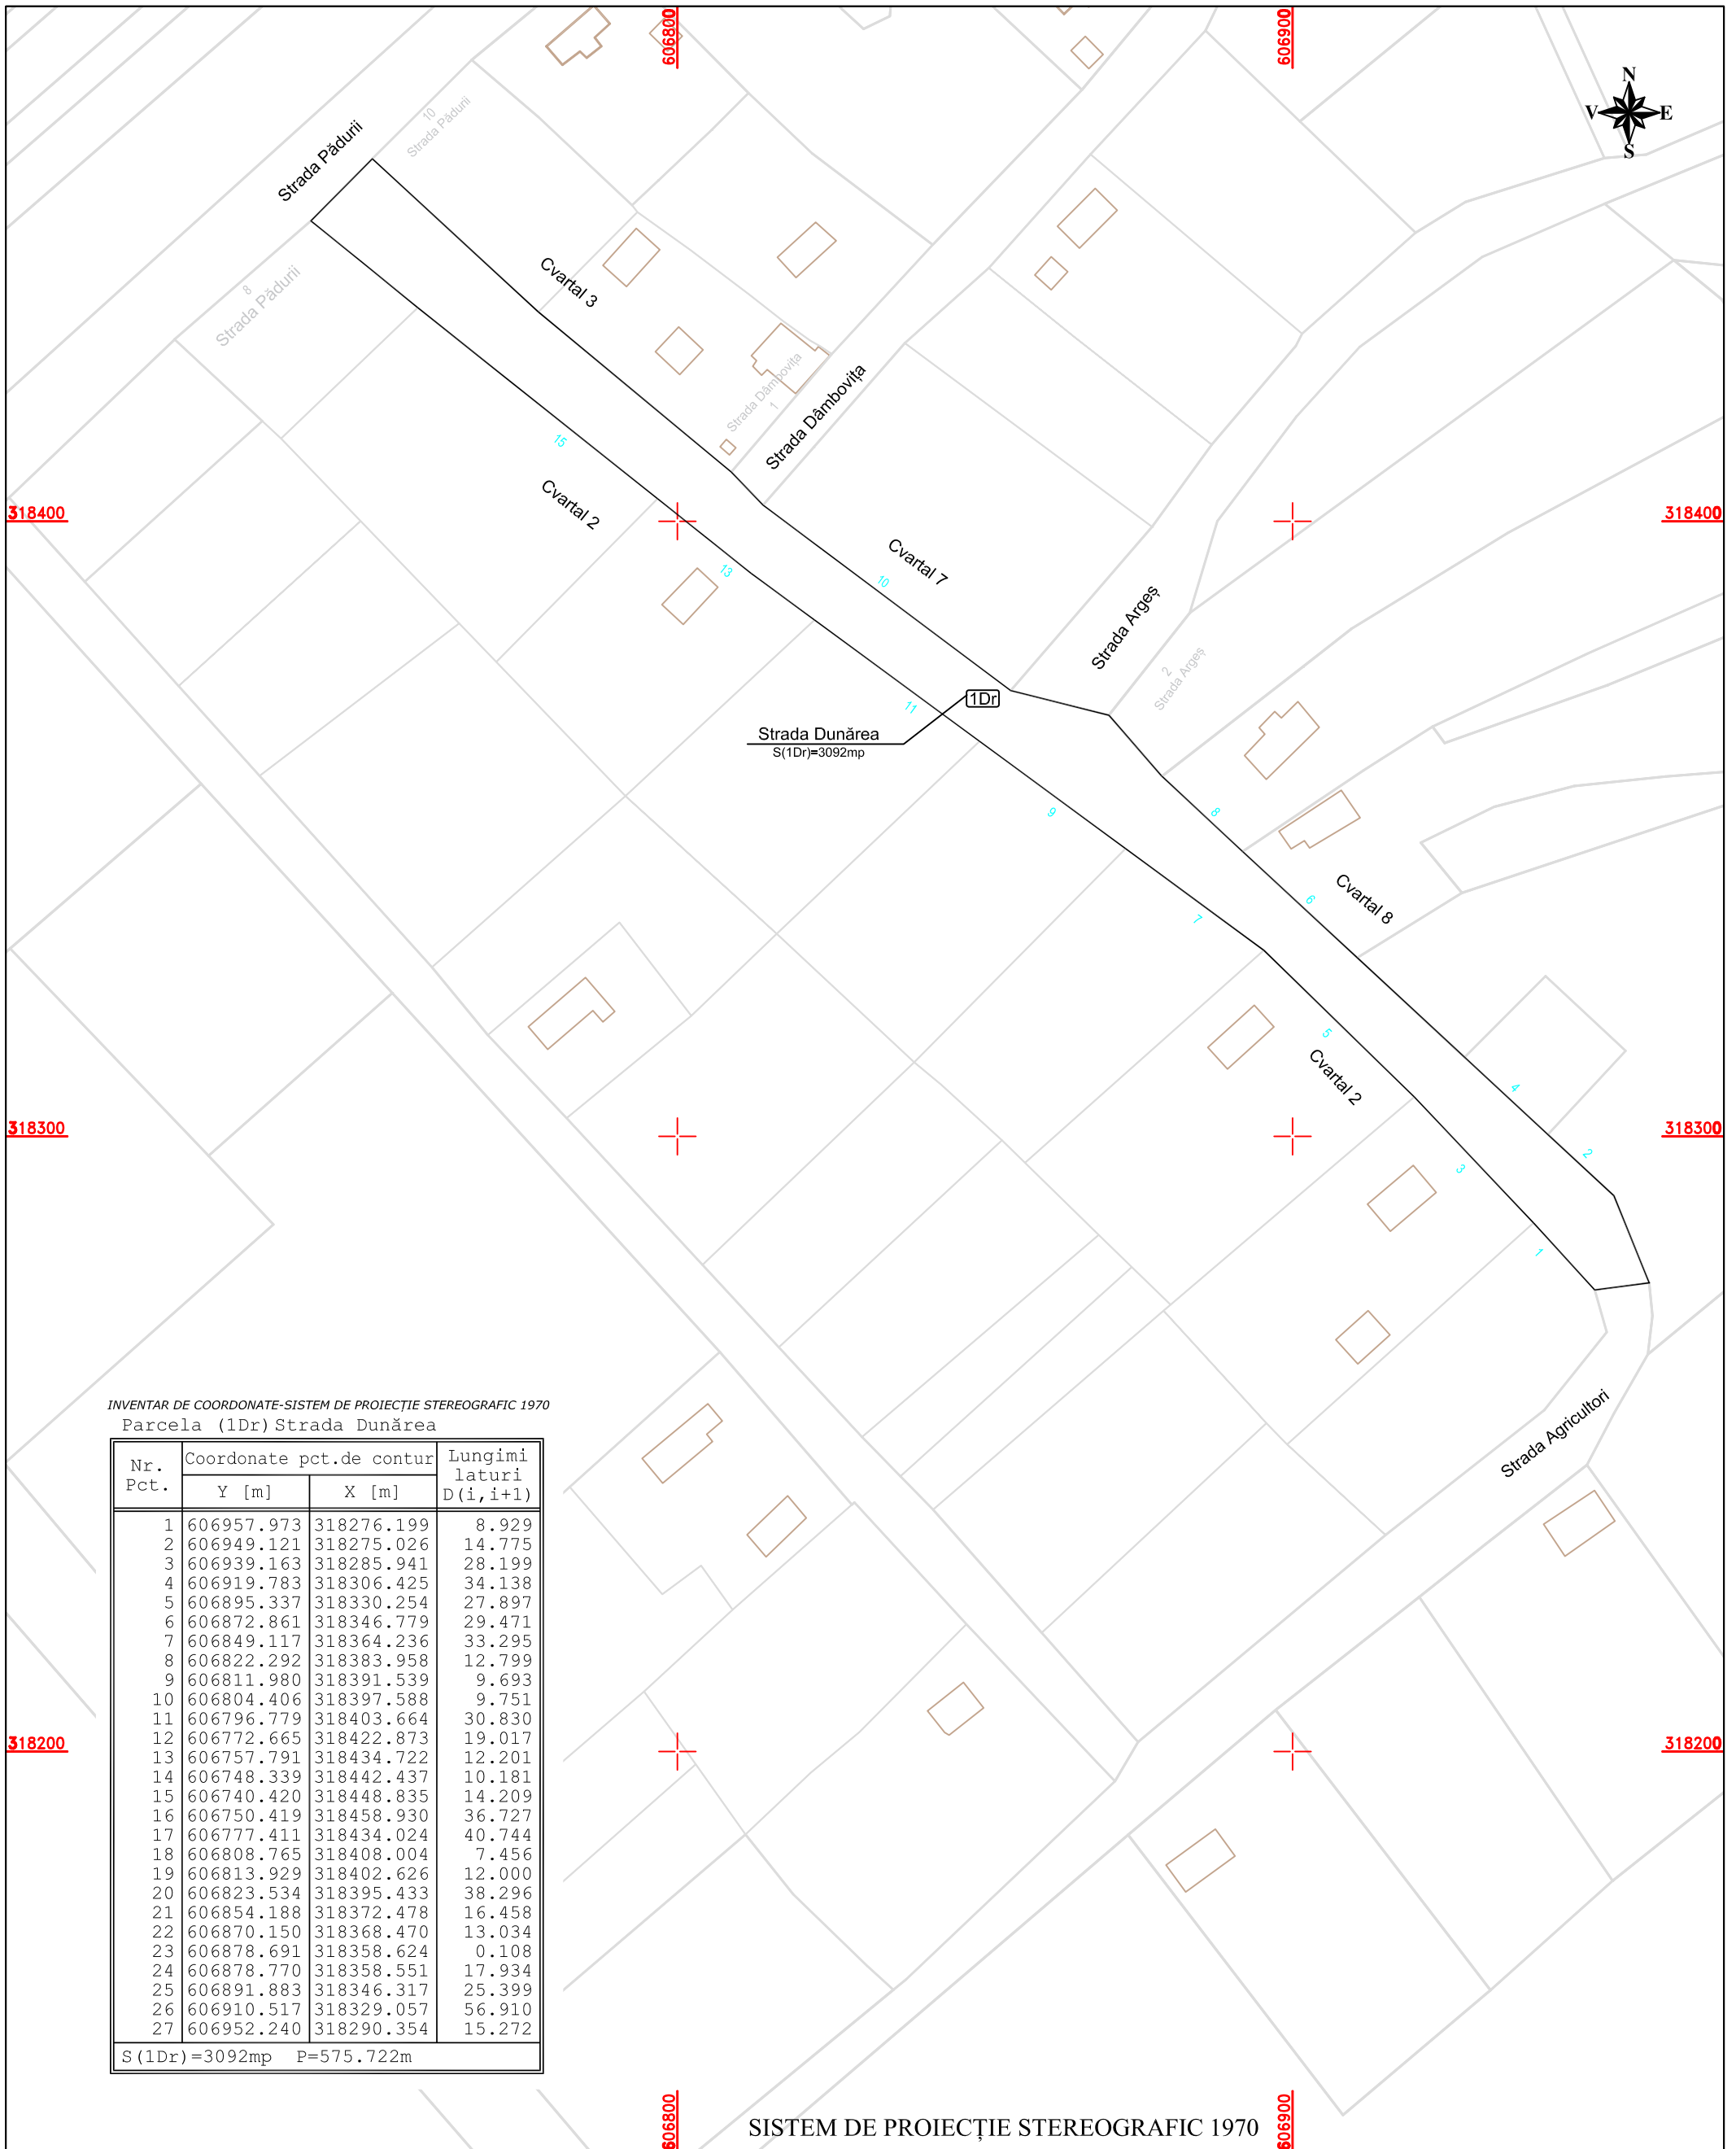 606800
606900
N
V
E
S
10
Strada Pădurii
Strada Pădurii
8
Strada Pădurii
Cvartal 3
Strada Dâmbovița
1
Strada Dâmbovița
15
Cvartal 2
318400
318400
13
10
Cvartal 7
Strada Argeș
2
Strada Argeș
1Dr
11
Strada Dunărea
S(1Dr)=3092mp
9
8
6
Cvartal 8
7
5
Cvartal 2
4
318300
318300
2
3
1
Strada Agricultori
INVENTAR DE COORDONATE-SISTEM DE PROIECȚIE STEREOGRAFIC 1970
Parcela (1Dr) Strada Dunărea
Nr. Pct. Coordonate pct.de contur Lungimi laturi D(i,i+1)
Y [m] X [m]
1 606957.973 318276.199 8.929
2 606949.121 318275.026 14.775
3 606939.163 318285.941 28.199
4 606919.783 318306.425 34.138
5 606895.337 318330.254 27.897
6 606872.861 318346.779 29.471
7 606849.117 318364.236 33.295
8 606822.292 318383.958 12.799
9 606811.980 318391.539 9.693
10 606804.406 318397.588 9.751
11 606796.779 318403.664 30.830
12 606772.665 318422.873 19.017
13 606757.791 318434.722 12.201
14 606748.339 318442.437 10.181
15 606740.420 318448.835 14.209
16 606750.419 318458.930 36.727
17 606777.411 318434.024 40.744
18 606808.765 318408.004 7.456
19 606813.929 318402.626 12.000
20 606823.534 318395.433 38.296
21 606854.188 318372.478 16.458
22 606870.150 318368.470 13.034
23 606878.691 318358.624 0.108
24 606878.770 318358.551 17.934
25 606891.883 318346.317 25.399
26 606910.517 318329.057 56.910
27 606952.240 318290.354 15.272
S(1Dr)=3092mp P=575.722m
318200
318200
606800
606900
SISTEM DE PROIECȚIE STEREOGRAFIC 1970